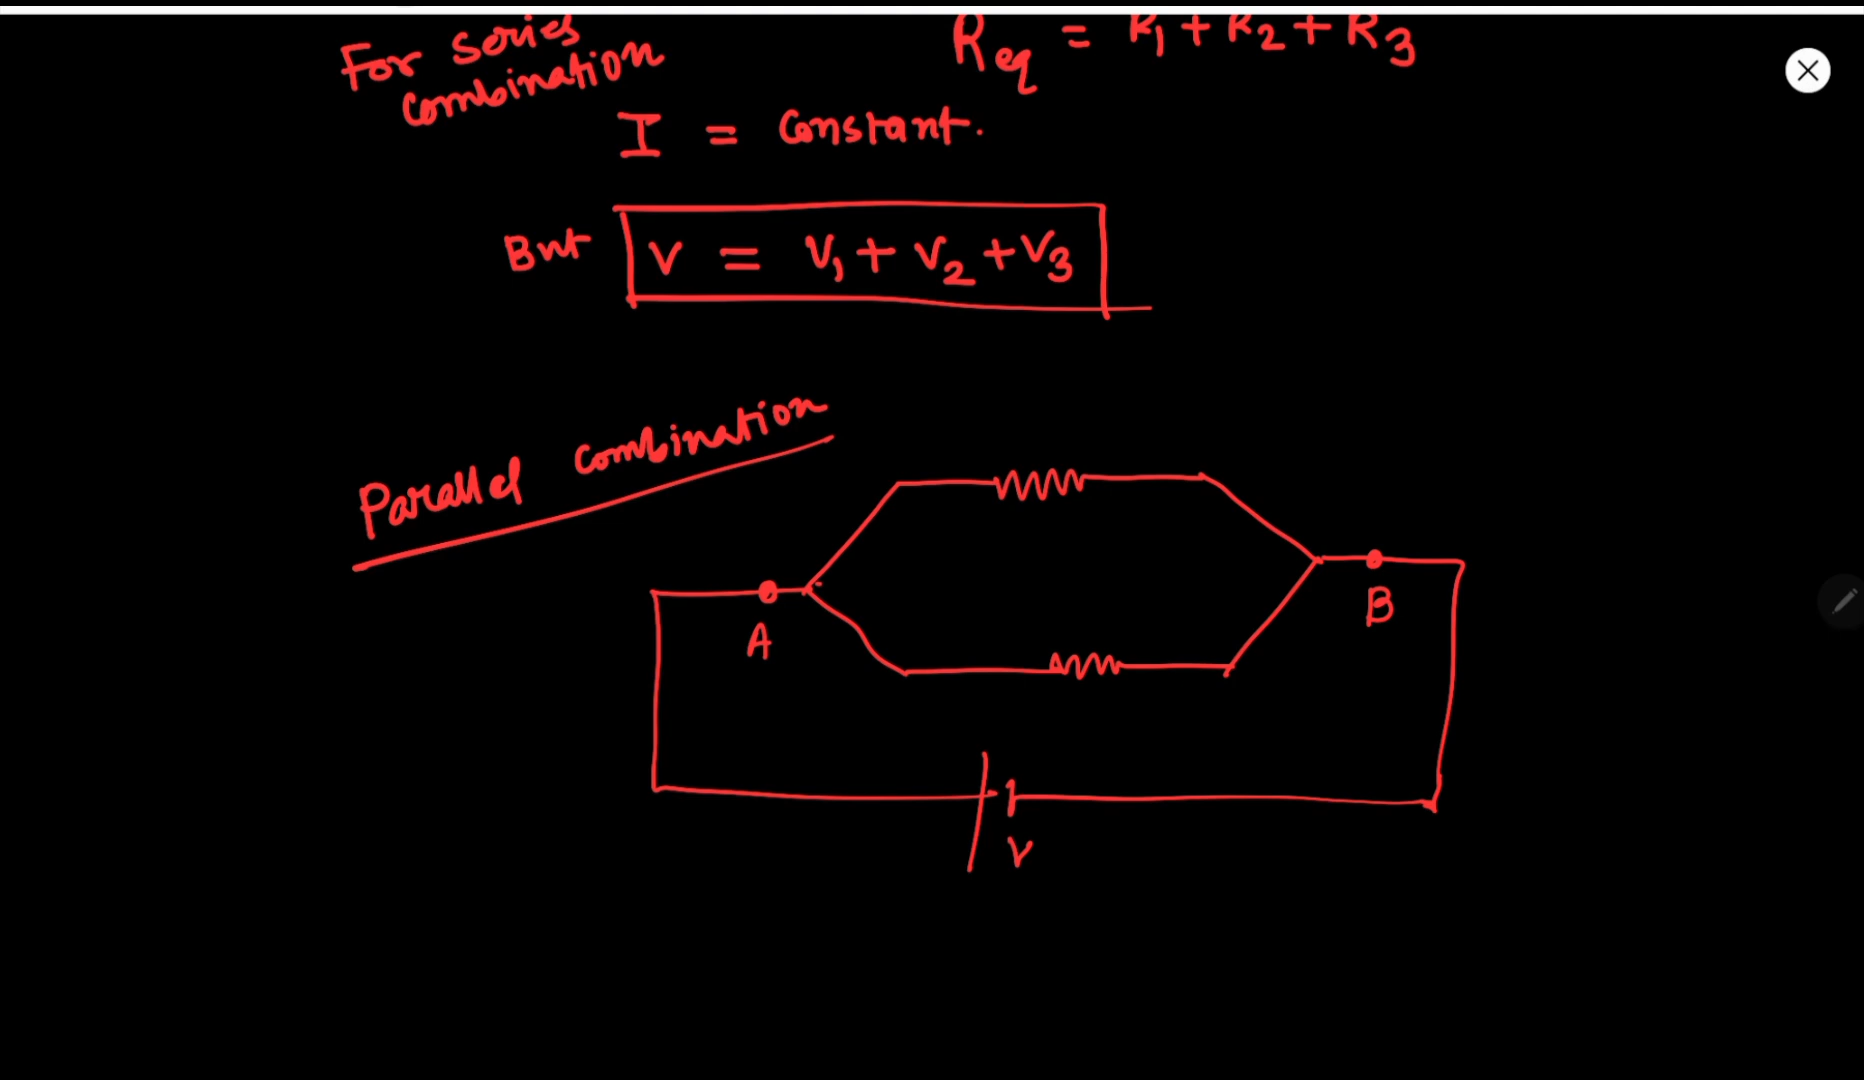 For series
combination
Req = R1 + R2 + R3
I = constant.
But V = V1 + V2 + V3
Parallel combination
A
B
V